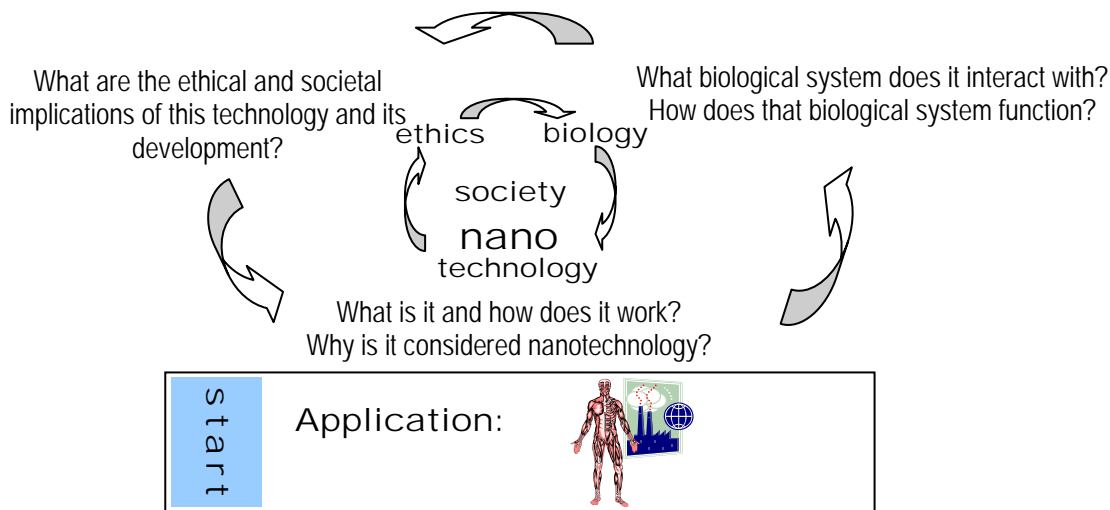 What are the ethical and societal
implications of this technology and its
development?
What biological system does it interact with?
How does that biological system function?
ethics
biology
society
nano
technology
What is it and how does it work?
Why is it considered nanotechnology?
start
Application: